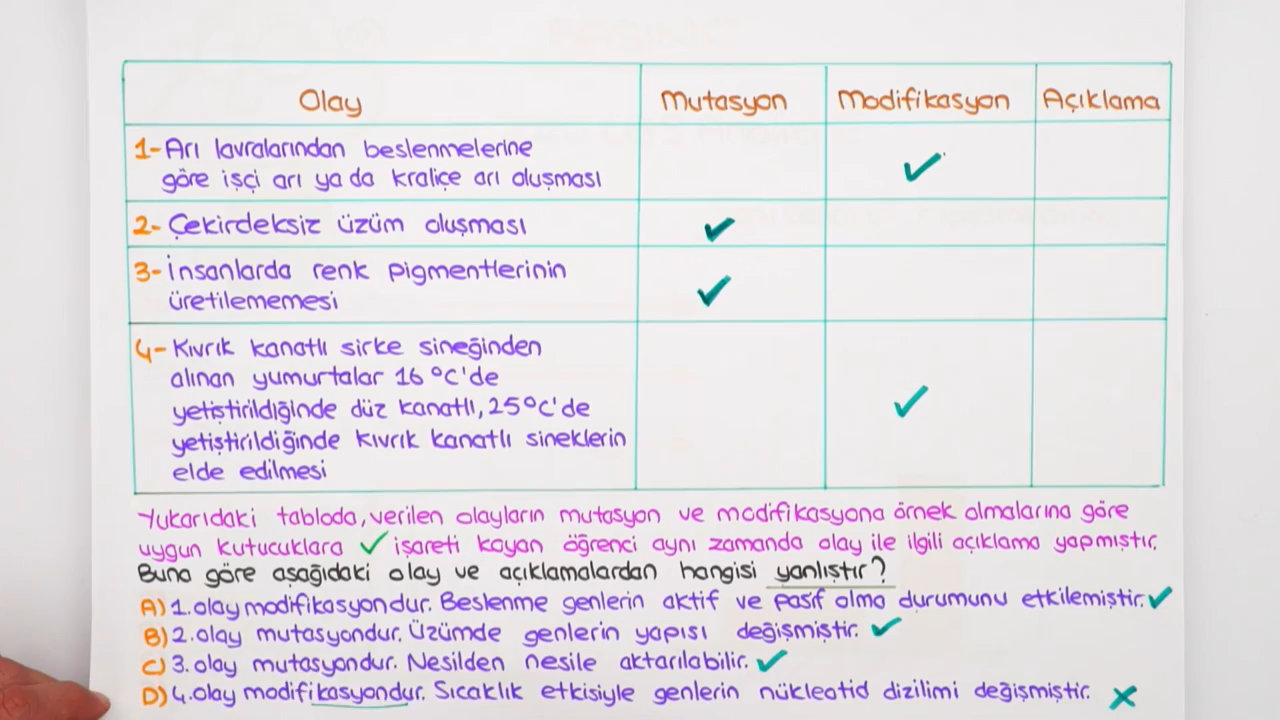 Olay Mutasyon Modifikasyon Açıklama
1- Arı lavralarından beslenmelerine
göre işçi arı ya da kraliçe arı oluşması
✓
2- Çekirdeksiz üzüm oluşması ✓
3- İnsanlarda renk pigmentlerinin
üretilememesi
✓
4- Kıvrık kanatlı sirke sineğinden
alınan yumurtalar 16 °C'de
yetiştirildiğinde düz kanatlı, 25°C'de
yetiştirildiğinde kıvrık kanatlı sineklerin
elde edilmesi
✓
Yukarıdaki tabloda, verilen olayların mutasyon ve modifikasyona örnek olmalarına göre
uygun kutucuklara ✓ işareti koyan öğrenci aynı zamanda olay ile ilgili açıklama yapmıştır.
Buna göre aşağıdaki olay ve açıklamalardan hangisi yanlıştır?
A) 1. olay modifikasyondur. Beslenme genlerin aktif ve pasif olma durumunu etkilemiştir. ✓
B) 2. olay mutasyondur. Üzümde genlerin yapısı değişmiştir. ✓
C) 3. olay mutasyondur. Nesilden nesile aktarılabilir. ✓
D) 4. olay modifikasyondur. Sıcaklık etkisiyle genlerin nükleotid dizilimi değişmiştir. ✗